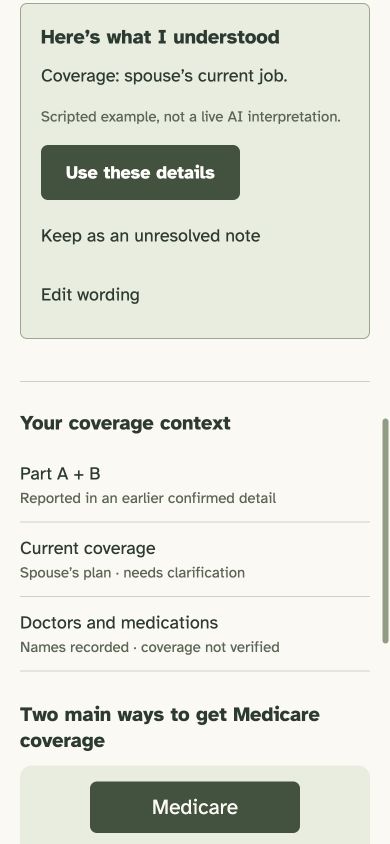 Here’s what I understood
Coverage: spouse’s current job.
Scripted example, not a live AI interpretation.
Use these details
Keep as an unresolved note
Edit wording
Your coverage context
Part A + B
Reported in an earlier confirmed detail
Current coverage
Spouse’s plan · needs clarification
Doctors and medications
Names recorded · coverage not verified
Two main ways to get Medicare
coverage
Medicare